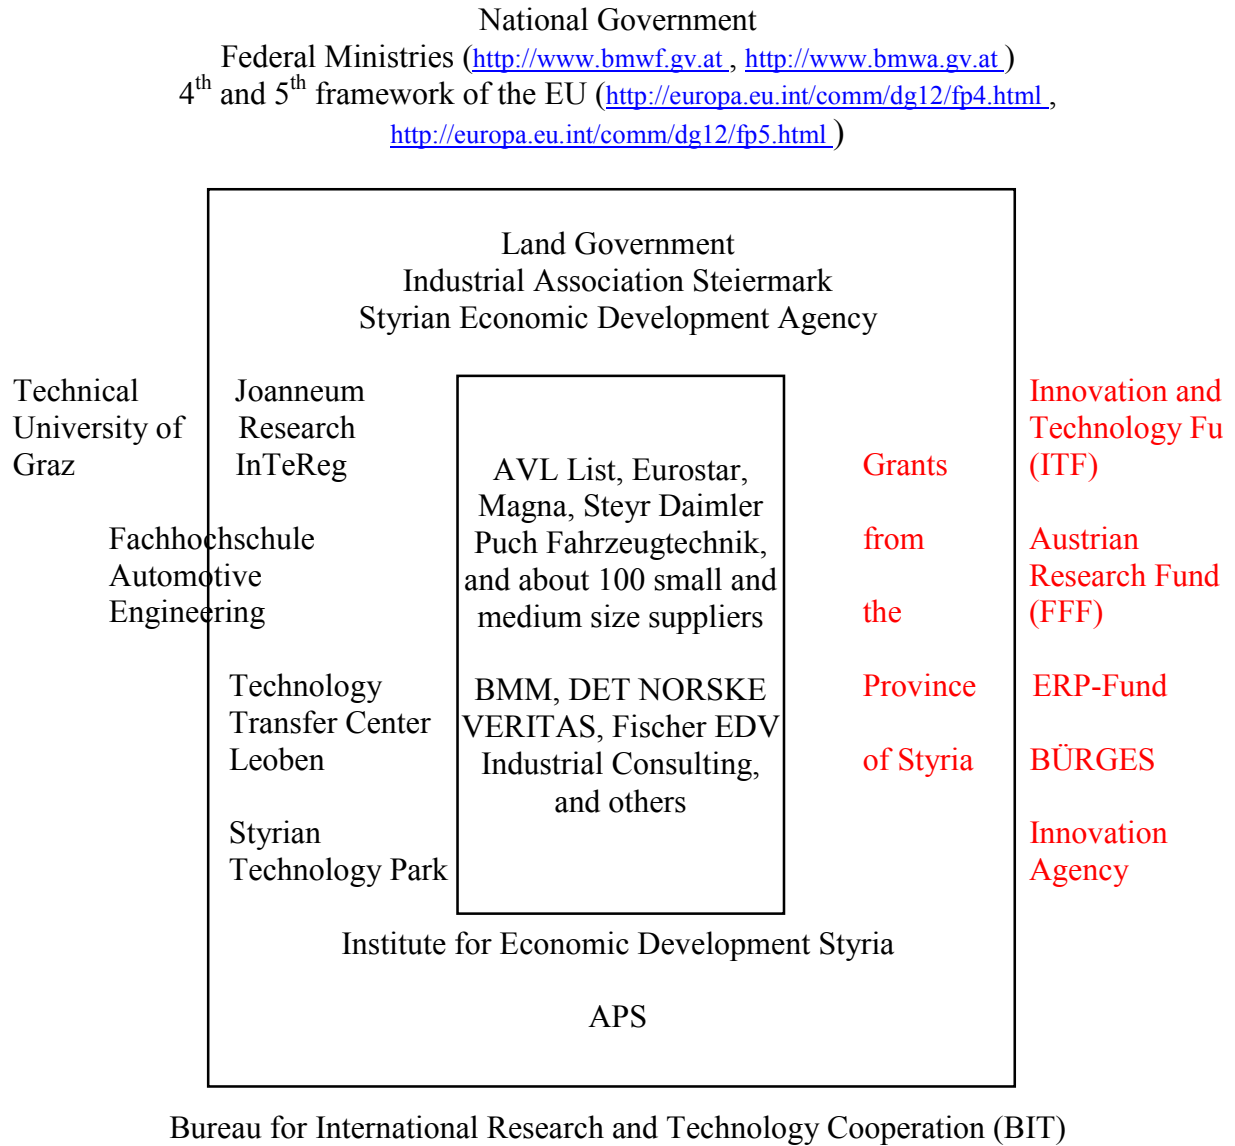 National Government
Federal Ministries (http://www.bmwf.gv.at , http://www.bmwa.gv.at )
4th and 5th framework of the EU (http://europa.eu.int/comm/dg12/fp4.html ,
http://europa.eu.int/comm/dg12/fp5.html )
Land Government
Industrial Association Steiermark
Styrian Economic Development Agency
Technical
University of
Graz
Joanneum
Research
InTeReg
Fachhochschule
Automotive
Engineering
Technology
Transfer Center
Leoben
Styrian
Technology Park
AVL List, Eurostar,
Magna, Steyr Daimler
Puch Fahrzeugtechnik,
and about 100 small and
medium size suppliers
BMM, DET NORSKE
VERITAS, Fischer EDV
Industrial Consulting,
and others
Grants
from
the
Province
of Styria
Innovation and
Technology Fu
(ITF)
Austrian
Research Fund
(FFF)
ERP-Fund
BÜRGES
Innovation
Agency
Institute for Economic Development Styria
APS
Bureau for International Research and Technology Cooperation (BIT)